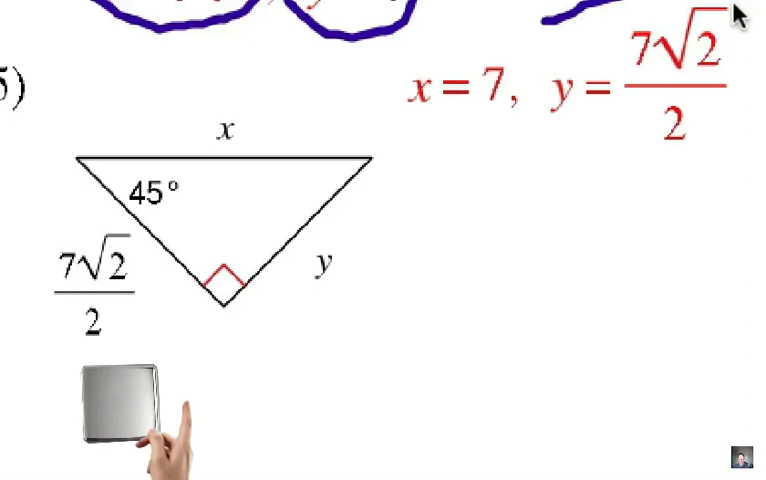 5)
x = 7, y = 7√2/2
x
45°
7√2/2
y